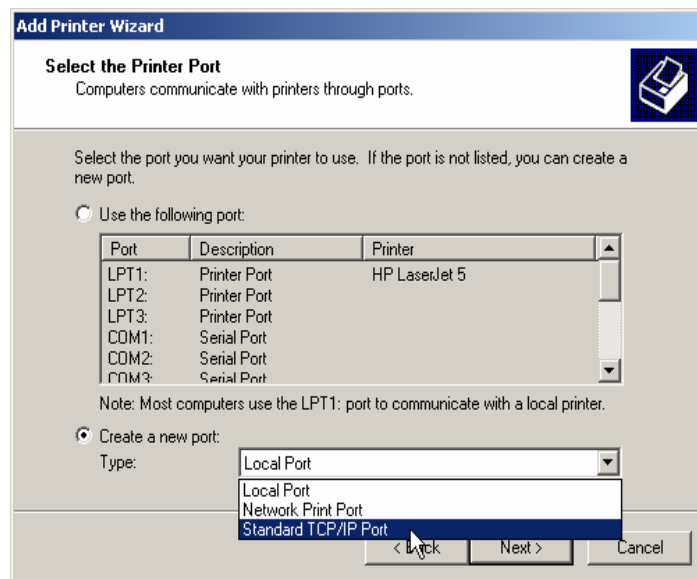 Add Printer Wizard
Select the Printer Port
Computers communicate with printers through ports.
Select the port you want your printer to use. If the port is not listed, you can create a
new port.
Use the following port:
Port Description Printer
LPT1: Printer Port HP LaserJet 5
LPT2: Printer Port
LPT3: Printer Port
COM1: Serial Port
COM2: Serial Port
COM3: Serial Port
Note: Most computers use the LPT1: port to communicate with a local printer.
Create a new port:
Type: Local Port
Local Port
Network Print Port
Standard TCP/IP Port
< Back Next > Cancel